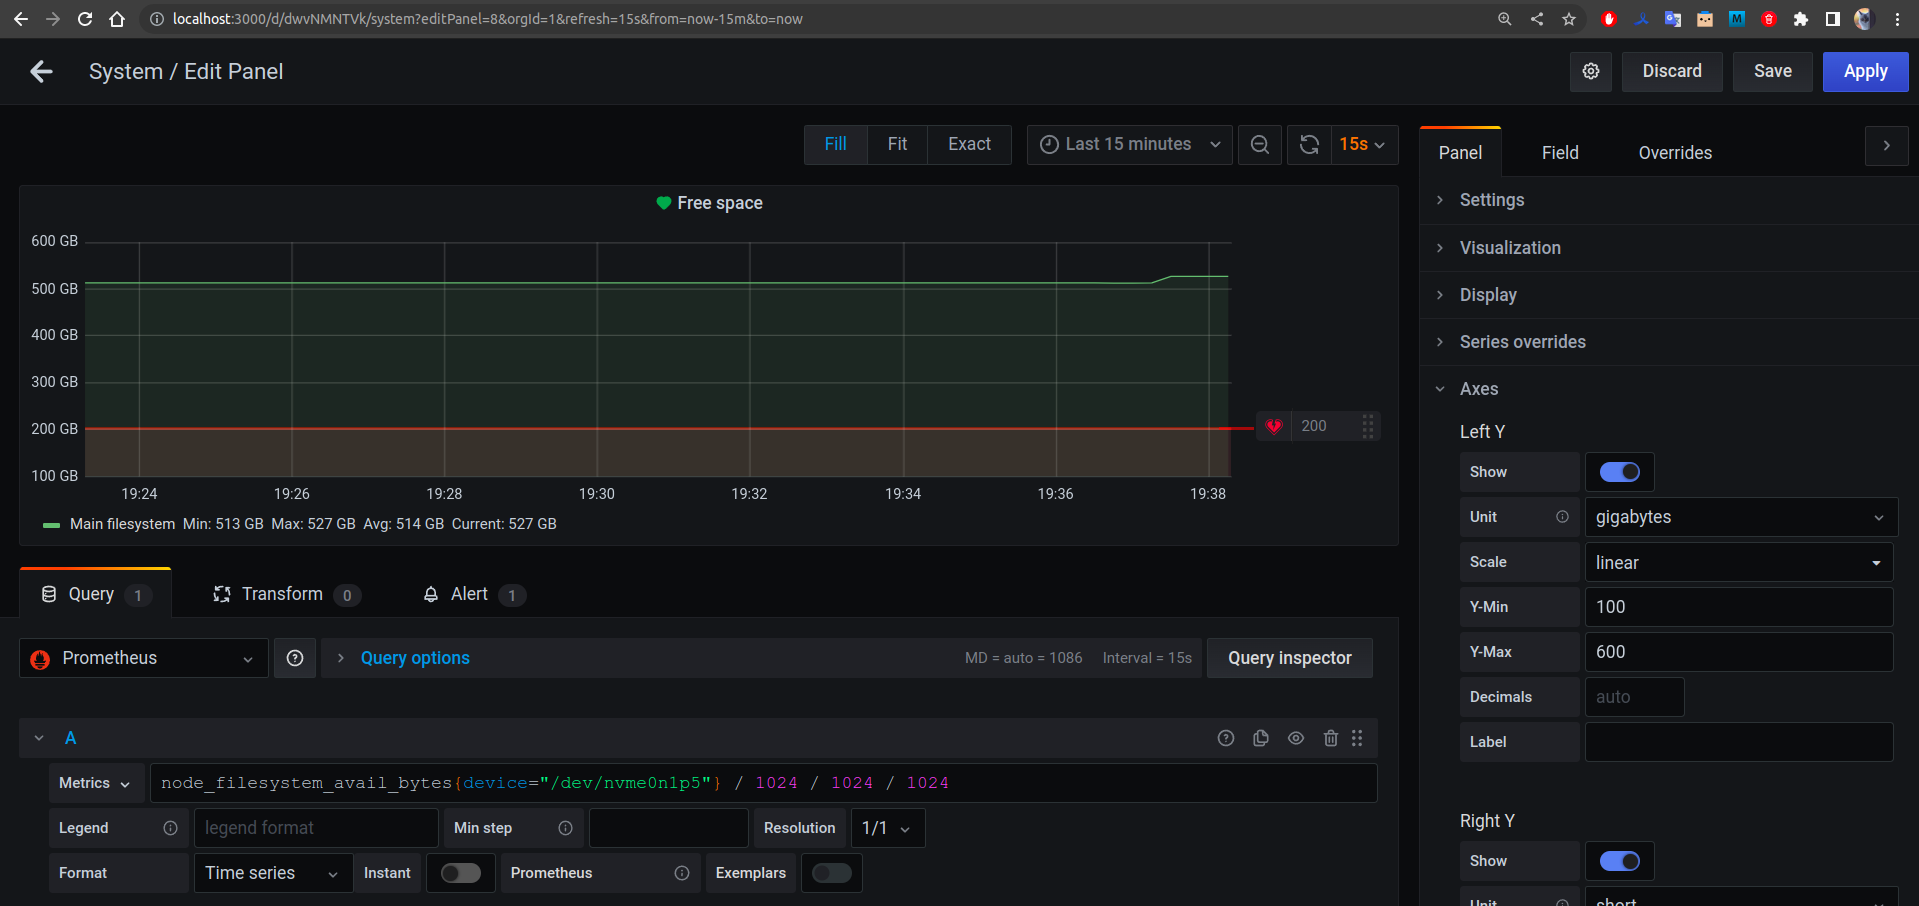 localhost:3000/d/dwvNMNTVk/system?editPanel=8&orgId=1&refresh=15s&from=now-15m&to=now
System / Edit Panel
Discard Save Apply
Fill Fit Exact Last 15 minutes 15s
Panel Field Overrides
Free space
600 GB
500 GB
400 GB
300 GB
200 GB
100 GB
200
19:24 19:26 19:28 19:30 19:32 19:34 19:36 19:38
Main filesystem Min: 513 GB Max: 527 GB Avg: 514 GB Current: 527 GB
Query 1 Transform 0 Alert 1
Prometheus Query options MD = auto = 1086 Interval = 15s Query inspector
A
Metrics node_filesystem_avail_bytes{device="/dev/nvme0n1p5"} / 1024 / 1024 / 1024
Legend legend format Min step Resolution 1/1
Format Time series Instant Prometheus Exemplars
Settings
Visualization
Display
Series overrides
Axes
Left Y
Show
Unit gigabytes
Scale linear
Y-Min 100
Y-Max 600
Decimals auto
Label
Right Y
Show
Unit short